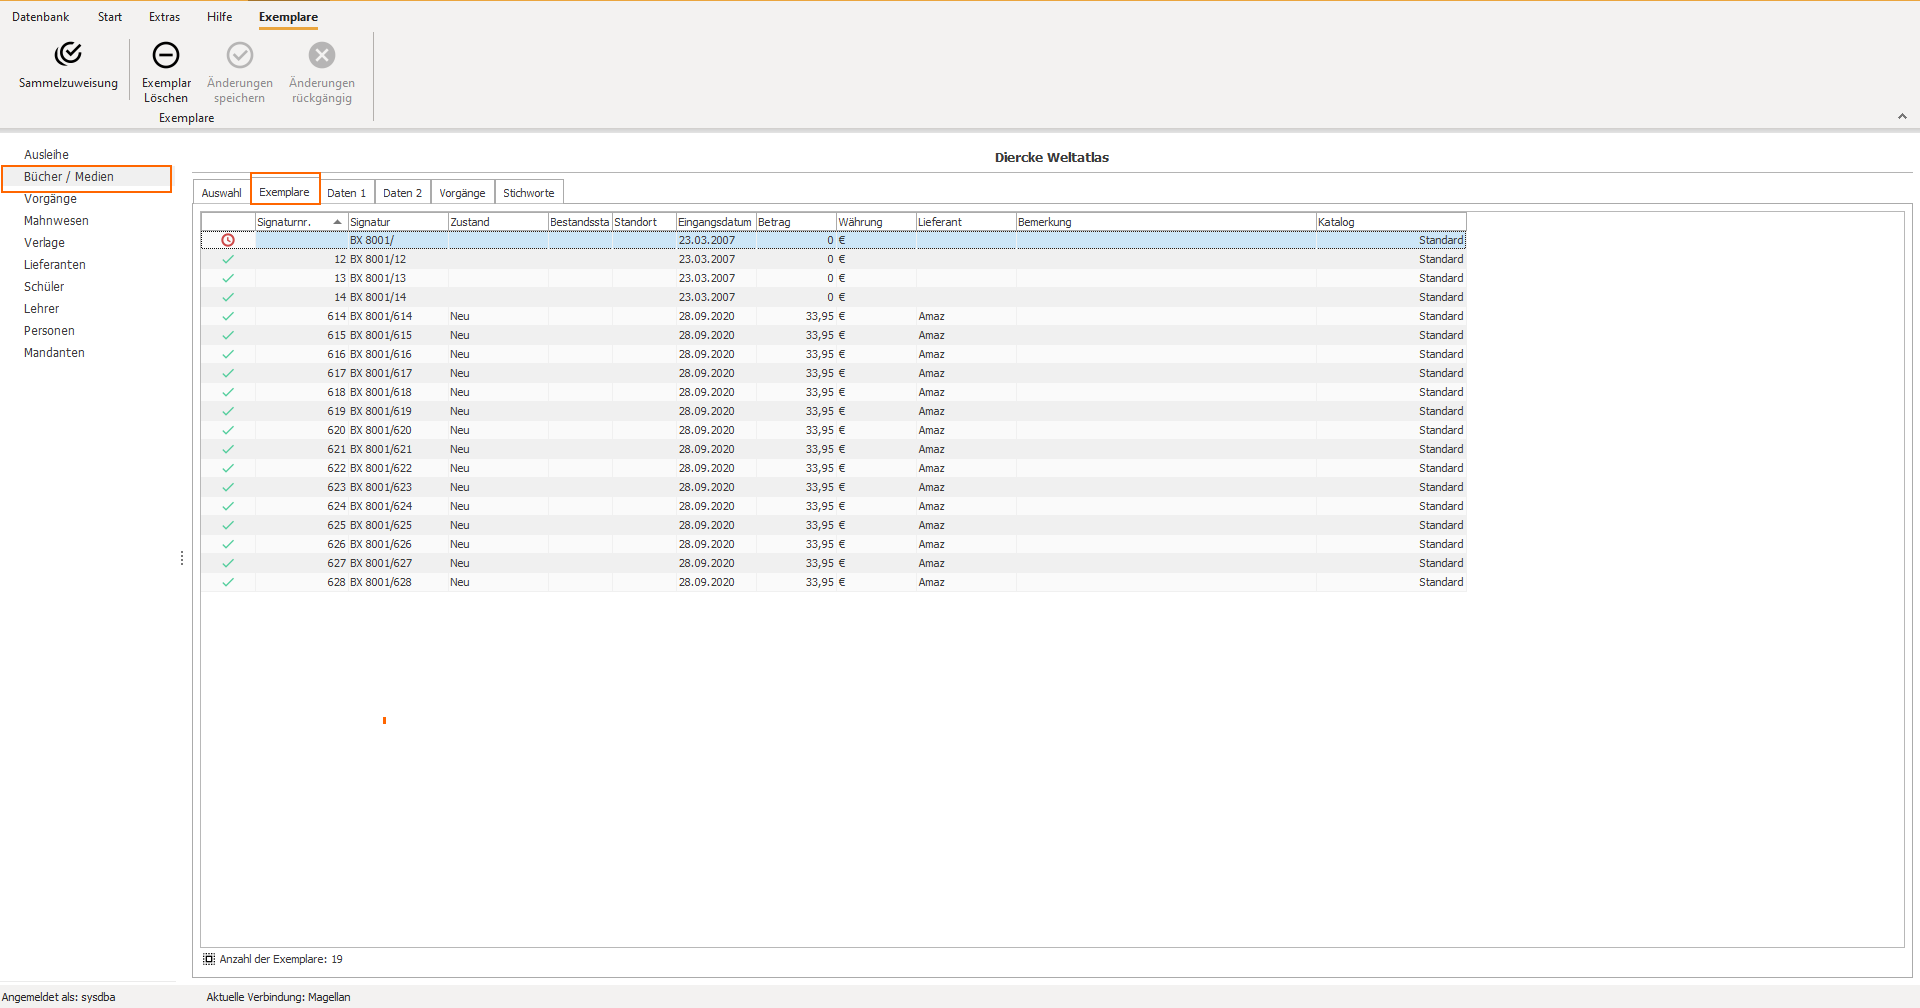 Datenbank Start Extras Hilfe Exemplare
Sammelzuweisung
Exemplar
Löschen
Änderungen
speichern
Änderungen
rückgängig
Exemplare
Ausleihe
Bücher / Medien
Vorgänge
Mahnwesen
Verlage
Lieferanten
Schüler
Lehrer
Personen
Mandanten
Diercke Weltatlas
Auswahl Exemplare Daten 1 Daten 2 Vorgänge Stichworte
Signaturnr. Signatur Zustand Bestandssta Standort Eingangsdatum Betrag Währung Lieferant Bemerkung Katalog
BX 8001/ 23.03.2007 0 € Standard
12 BX 8001/12 23.03.2007 0 € Standard
13 BX 8001/13 23.03.2007 0 € Standard
14 BX 8001/14 23.03.2007 0 € Standard
614 BX 8001/614 Neu 28.09.2020 33,95 € Amaz Standard
615 BX 8001/615 Neu 28.09.2020 33,95 € Amaz Standard
616 BX 8001/616 Neu 28.09.2020 33,95 € Amaz Standard
617 BX 8001/617 Neu 28.09.2020 33,95 € Amaz Standard
618 BX 8001/618 Neu 28.09.2020 33,95 € Amaz Standard
619 BX 8001/619 Neu 28.09.2020 33,95 € Amaz Standard
620 BX 8001/620 Neu 28.09.2020 33,95 € Amaz Standard
621 BX 8001/621 Neu 28.09.2020 33,95 € Amaz Standard
622 BX 8001/622 Neu 28.09.2020 33,95 € Amaz Standard
623 BX 8001/623 Neu 28.09.2020 33,95 € Amaz Standard
624 BX 8001/624 Neu 28.09.2020 33,95 € Amaz Standard
625 BX 8001/625 Neu 28.09.2020 33,95 € Amaz Standard
626 BX 8001/626 Neu 28.09.2020 33,95 € Amaz Standard
627 BX 8001/627 Neu 28.09.2020 33,95 € Amaz Standard
628 BX 8001/628 Neu 28.09.2020 33,95 € Amaz Standard
Anzahl der Exemplare: 19
Angemeldet als: sysdba Aktuelle Verbindung: Magellan